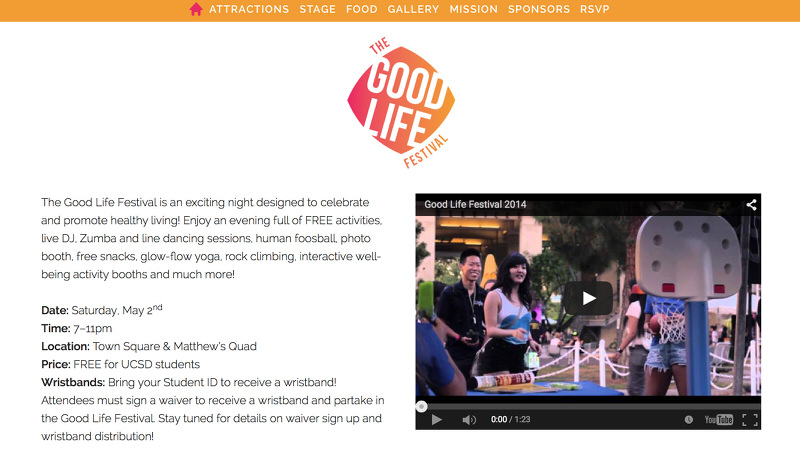 ATTRACTIONS STAGE FOOD GALLERY MISSION SPONSORS RSVP
THE
GOOD
LIFE
FESTIVAL
The Good Life Festival is an exciting night designed to celebrate
and promote healthy living! Enjoy an evening full of FREE activities,
live DJ, Zumba and line dancing sessions, human foosball, photo
booth, free snacks, glow-flow yoga, rock climbing, interactive well-
being activity booths and much more!
Date: Saturday, May 2nd
Time: 7–11pm
Location: Town Square & Matthew's Quad
Price: FREE for UCSD students
Wristbands: Bring your Student ID to receive a wristband!
Attendees must sign a waiver to receive a wristband and partake in
the Good Life Festival. Stay tuned for details on waiver sign up and
wristband distribution!
Good Life Festival 2014
0:00 / 1:23
YouTube